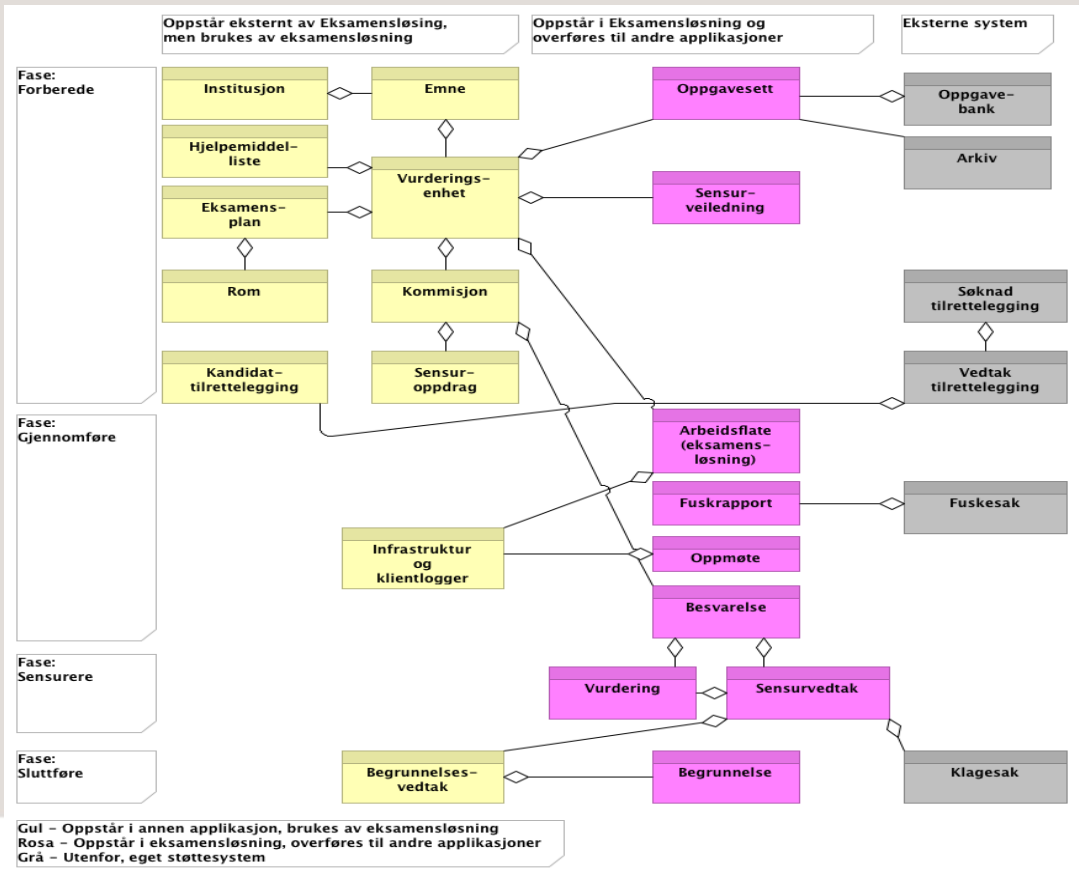 Oppstår eksternt av Eksamensløsing,
men brukes av eksamensløsning
Oppstår i Eksamensløsning og
overføres til andre applikasjoner
Eksterne system
Fase:
Forberede
Institusjon
Emne
Oppgavesett
Oppgave-
bank
Hjelpemiddel-
liste
Vurderings-
enhet
Arkiv
Eksamens-
plan
Sensur-
veiledning
Rom
Kommisjon
Søknad
tilrettelegging
Kandidat-
tilrettelegging
Sensur-
oppdrag
Vedtak
tilrettelegging
Fase:
Gjennomføre
Arbeidsflate
(eksamens-
løsning)
Fuskrapport
Fuskesak
Infrastruktur
og
klientlogger
Oppmøte
Besvarelse
Fase:
Sensurere
Vurdering
Sensurvedtak
Fase:
Sluttføre
Begrunnelses-
vedtak
Begrunnelse
Klagesak
Gul – Oppstår i annen applikasjon, brukes av eksamensløsning
Rosa – Oppstår i eksamensløsning, overføres til andre applikasjoner
Grå – Utenfor, eget støttesystem